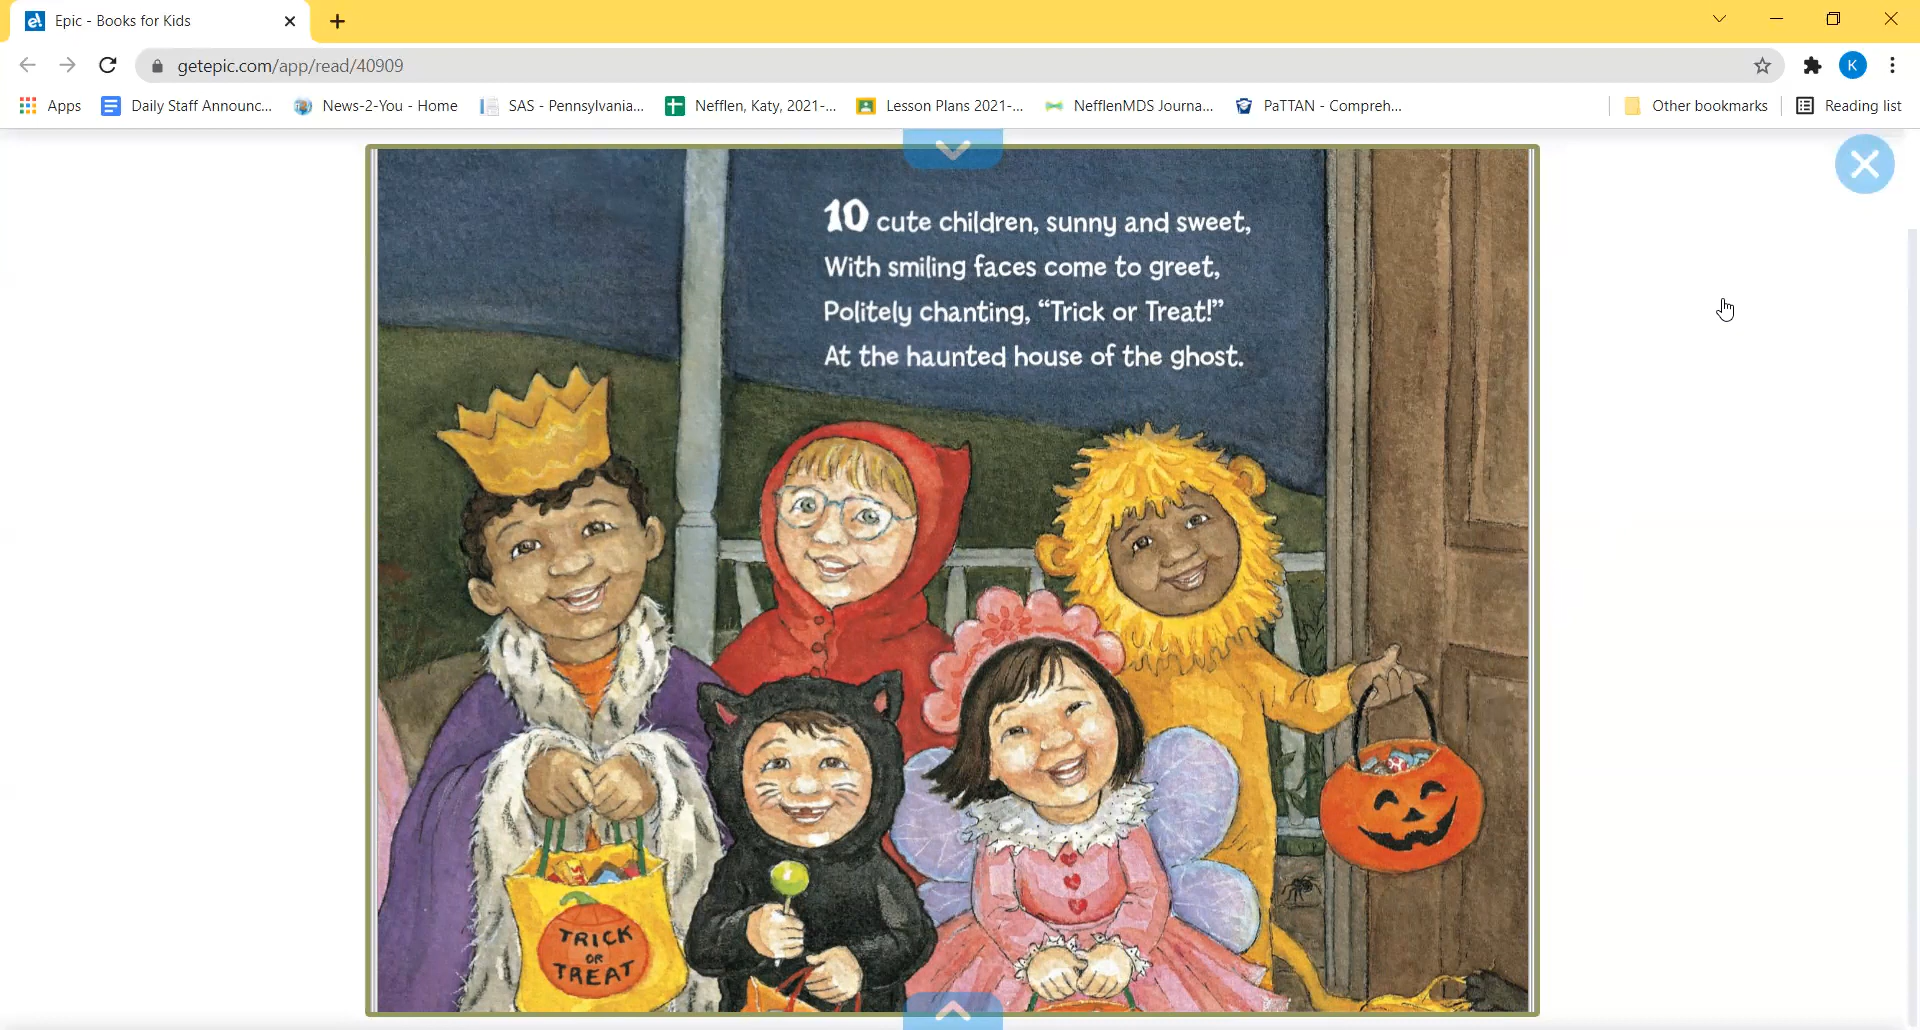 Epic - Books for Kids
getepic.com/app/read/40909
K
Apps
Daily Staff Announc...
News-2-You - Home
SAS - Pennsylvania...
Nefflen, Katy, 2021-...
Lesson Plans 2021-...
NefflenMDS Journa...
PaTTAN - Compreh...
Other bookmarks
Reading list
10 cute children, sunny and sweet,
With smiling faces come to greet,
Politely chanting, “Trick or Treat!”
At the haunted house of the ghost.
TRICK
OR
TREAT